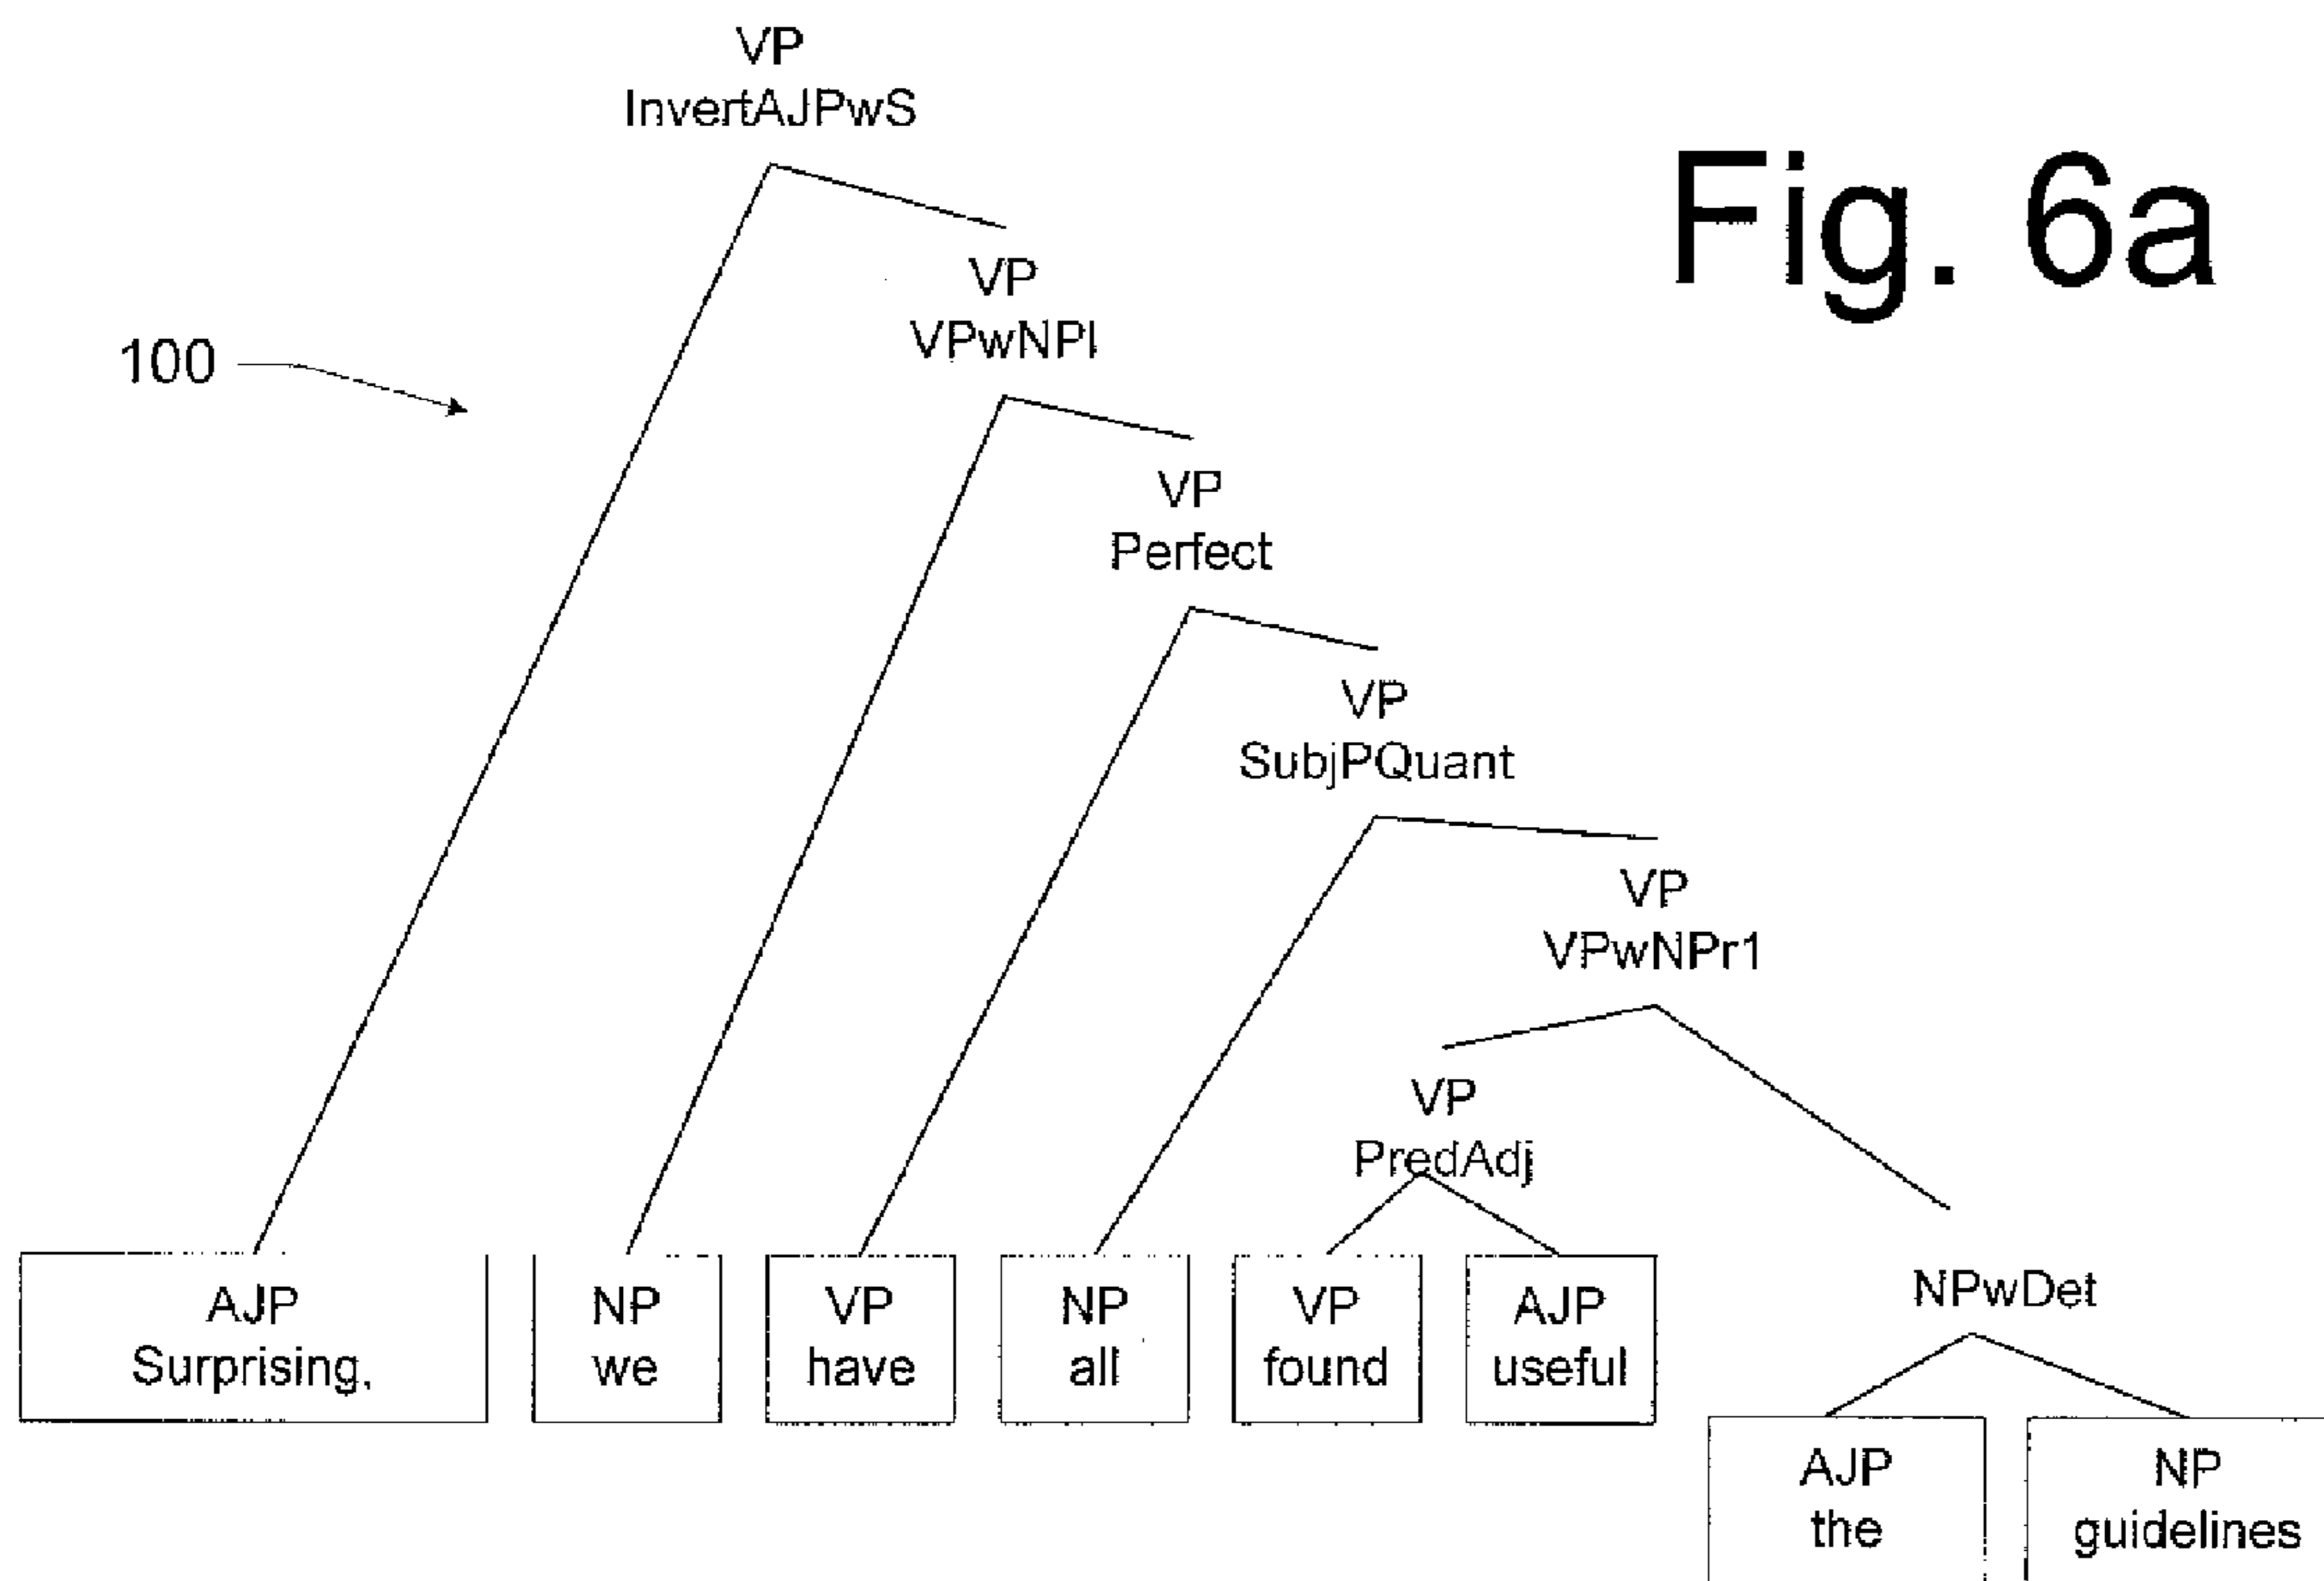 VP
InvertAJPwS
Fig. 6a
VP
VPwNPl
100
VP
Perfect
VP
SubjPQuant
VP
VPwNPr1
VP
PredAdj
AJP
Surprising,
NP
we
VP
have
NP
all
VP
found
AJP
useful
NPwDet
AJP
the
NP
guidelines